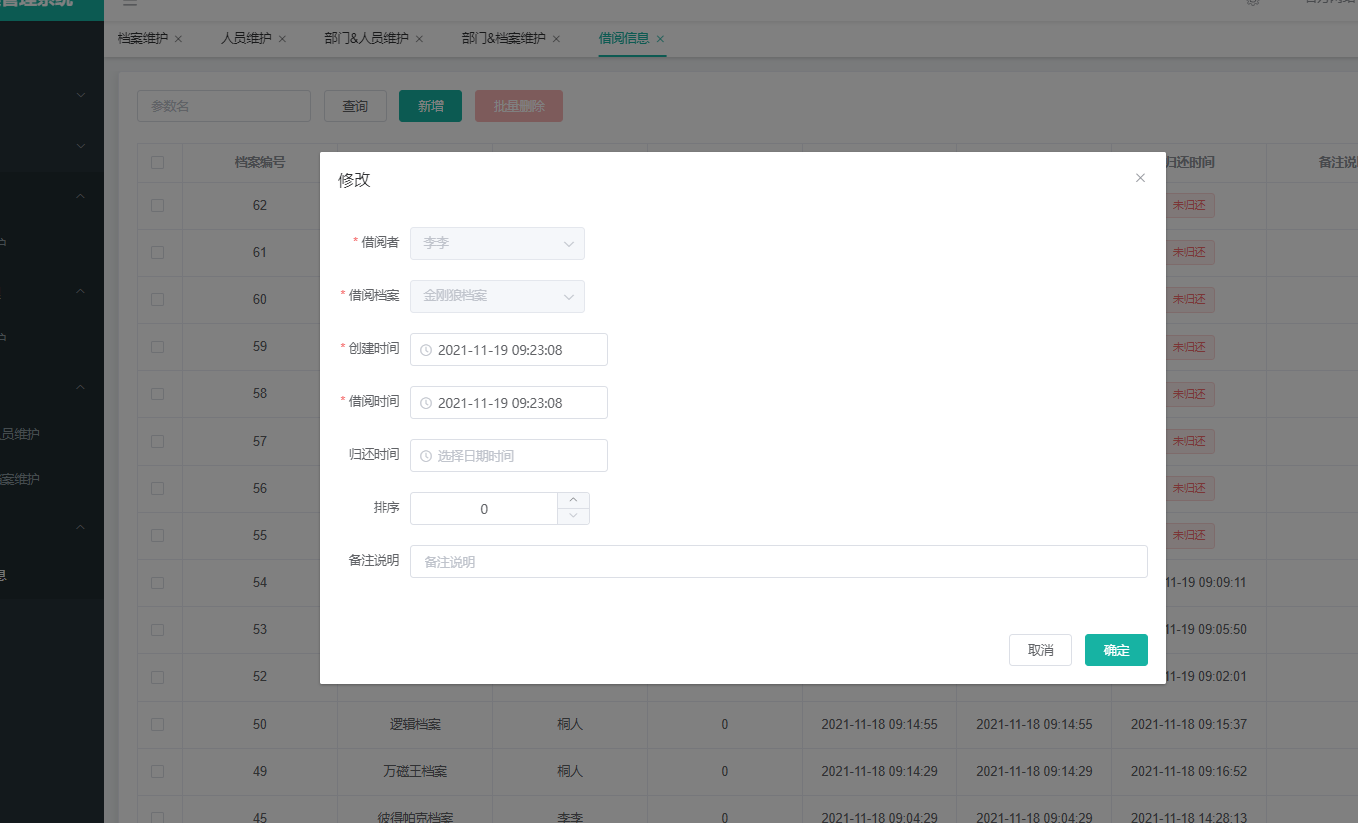 管理系统
档案维护 人员维护 部门&人员维护 部门&档案维护 借阅信息
参数名 查询 新增 批量删除
档案编号 归还时间 备注说明
修改
62 未归还
* 借阅者 李李
61 未归还
* 借阅档案 金刚狼档案
60 未归还
* 创建时间 2021-11-19 09:23:08
59 未归还
* 借阅时间 2021-11-19 09:23:08
58 未归还
归还时间 选择日期时间
57 未归还
56 未归还
排序 0
55 未归还
备注说明 备注说明
54 11-19 09:09:11
53 11-19 09:05:50
取消 确定
52 11-19 09:02:01
50 逻辑档案 桐人 0 2021-11-18 09:14:55 2021-11-18 09:14:55 2021-11-18 09:15:37
49 万磁王档案 桐人 0 2021-11-18 09:14:29 2021-11-18 09:14:29 2021-11-18 09:16:52
45 彼得帕克档案 李李 0 2021-11-18 09:04:29 2021-11-18 09:04:29 2021-11-18 14:28:13
护
护
人员维护
档案维护
息